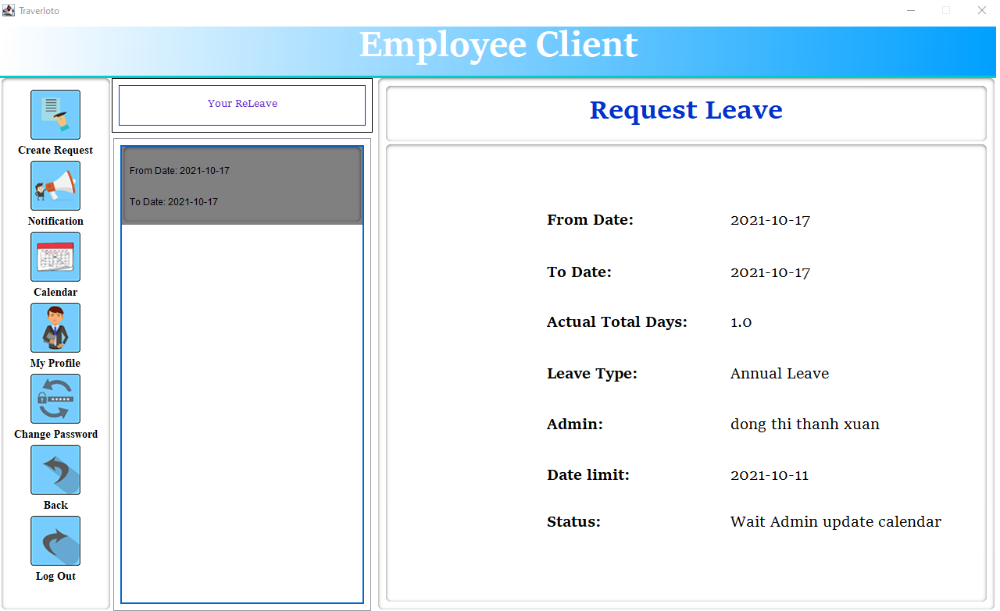 Traverloto
Employee Client
Create Request
Notification
Calendar
My Profile
Change Password
Back
Log Out
Your ReLeave
From Date: 2021-10-17
To Date: 2021-10-17
Request Leave
From Date: 2021-10-17
To Date: 2021-10-17
Actual Total Days: 1.0
Leave Type: Annual Leave
Admin: dong thi thanh xuan
Date limit: 2021-10-11
Status: Wait Admin update calendar